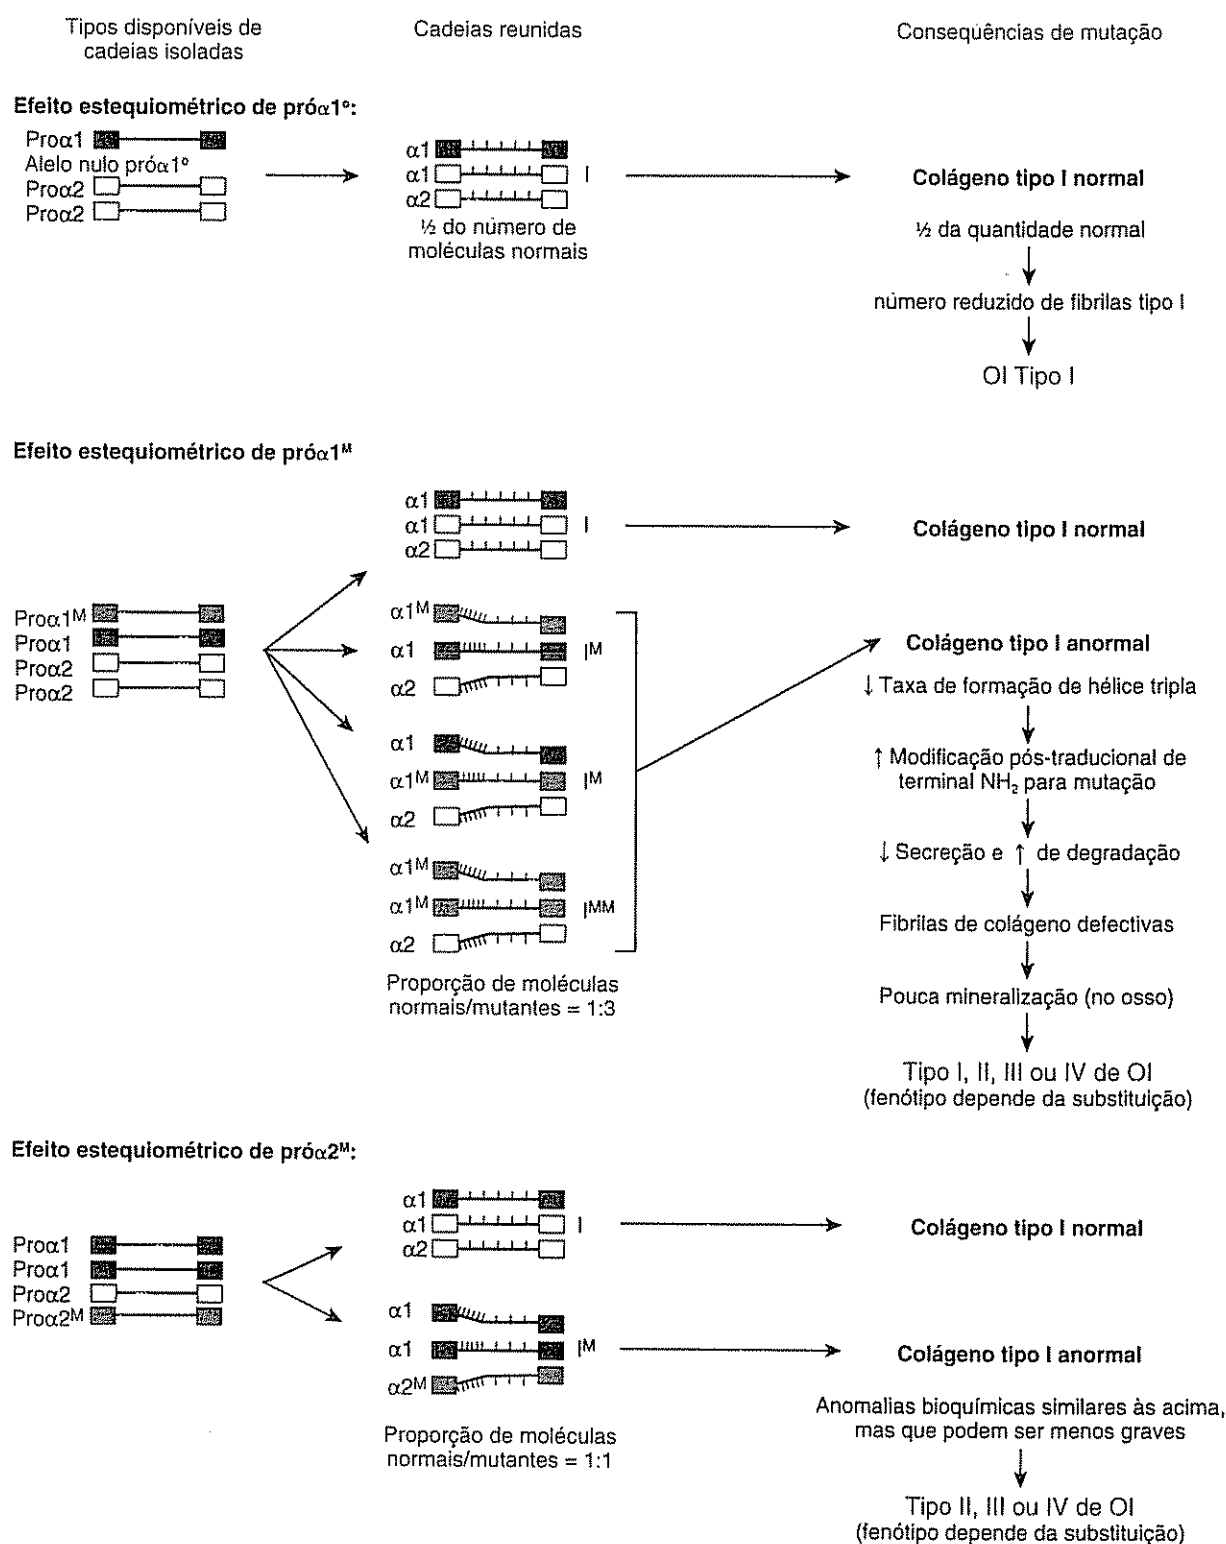 Tipos disponíveis de
cadeias isoladas
Cadeias reunidas
Conseqüências de mutação
Efeito estequiométrico de próα1°:
Proα1
Alelo nulo próα1°
Proα2
Proα2
α1
α1 I
α2
½ do número de
moléculas normais
Colágeno tipo I normal
½ da quantidade normal
número reduzido de fibrilas tipo I
OI Tipo I
Efeito estequiométrico de próα1ᴹ
Proα1ᴹ
Proα1
Proα2
Proα2
α1
α1 I
α2
Colágeno tipo I normal
α1ᴹ
α1 Iᴹ
α2
α1
α1ᴹ Iᴹ
α2
α1ᴹ
α1ᴹ Iᴹᴹ
α2
Proporção de moléculas
normais/mutantes = 1:3
Colágeno tipo I anormal
↓ Taxa de formação de hélice tripla
↑ Modificação pós-traducional de
terminal NH₂ para mutação
↓ Secreção e ↑ de degradação
Fibrilas de colágeno defectivas
Pouca mineralização (no osso)
Tipo I, II, III ou IV de OI
(fenótipo depende da substituição)
Efeito estequiométrico de próα2ᴹ:
Proα1
Proα1
Proα2
Proα2ᴹ
α1
α1 I
α2
Colágeno tipo I normal
α1
α1 Iᴹ
α2ᴹ
Proporção de moléculas
normais/mutantes = 1:1
Colágeno tipo I anormal
Anomalias bioquímicas similares às acima,
mas que podem ser menos graves
Tipo II, III ou IV de OI
(fenótipo depende da substituição)